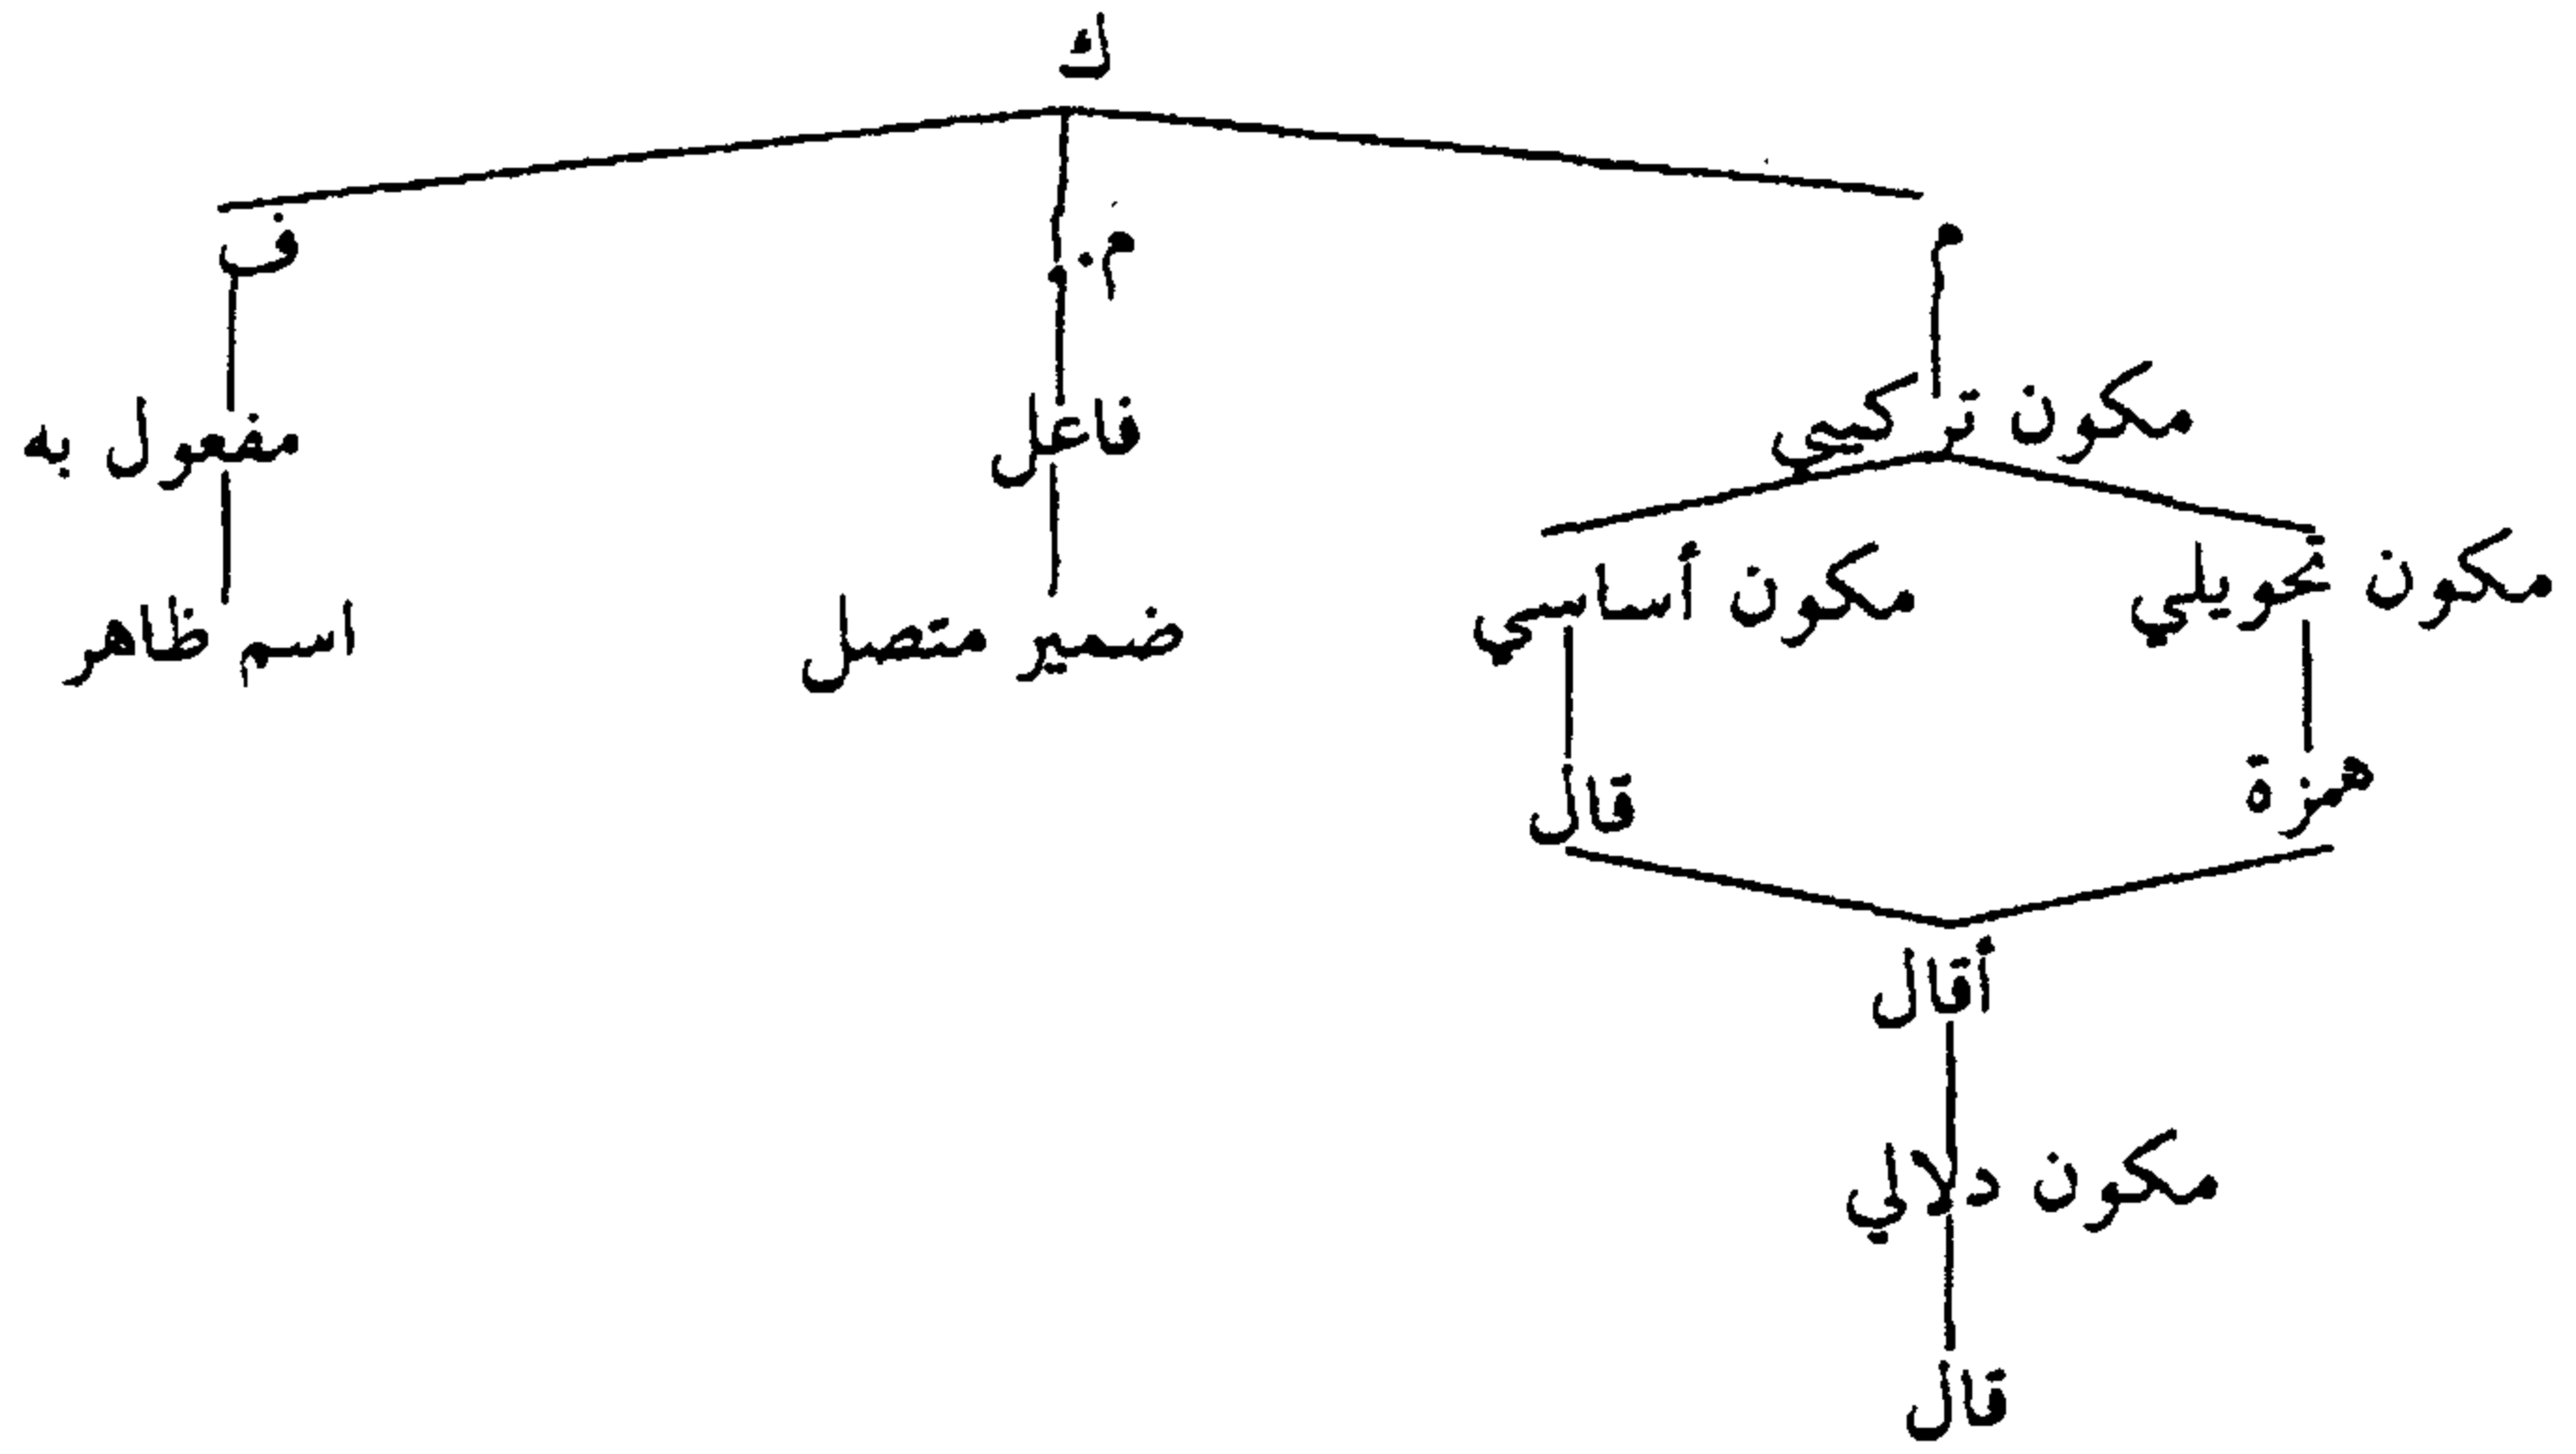 ك
م م. ف
مكون تركيبي فاعل مفعول به
مكون تحويلي مكون أساسي ضمير متصل اسم ظاهر
همزة قال
أقال
مكون دلالي
قال